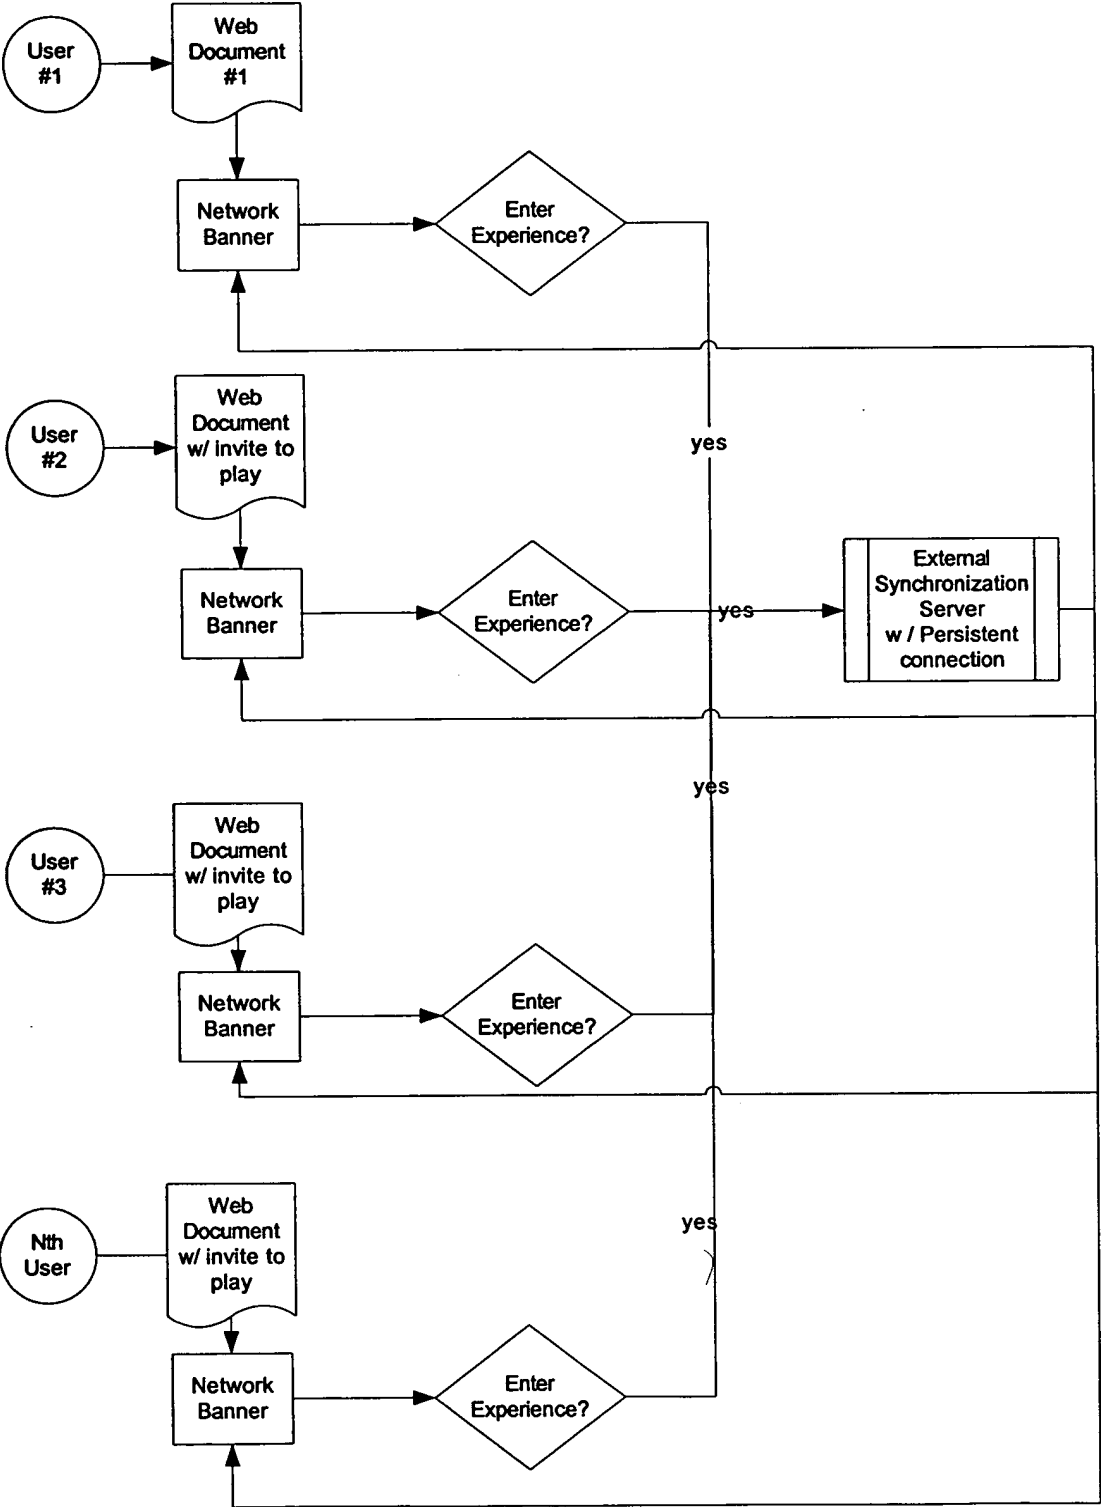 User
#1
Web
Document
#1
Network
Banner
Enter
Experience?
yes
User
#2
Web
Document
w/ invite to
play
Network
Banner
Enter
Experience?
yes
External
Synchronization
Server
w / Persistent
connection
yes
User
#3
Web
Document
w/ invite to
play
Network
Banner
Enter
Experience?
yes
Nth
User
Web
Document
w/ invite to
play
Network
Banner
Enter
Experience?